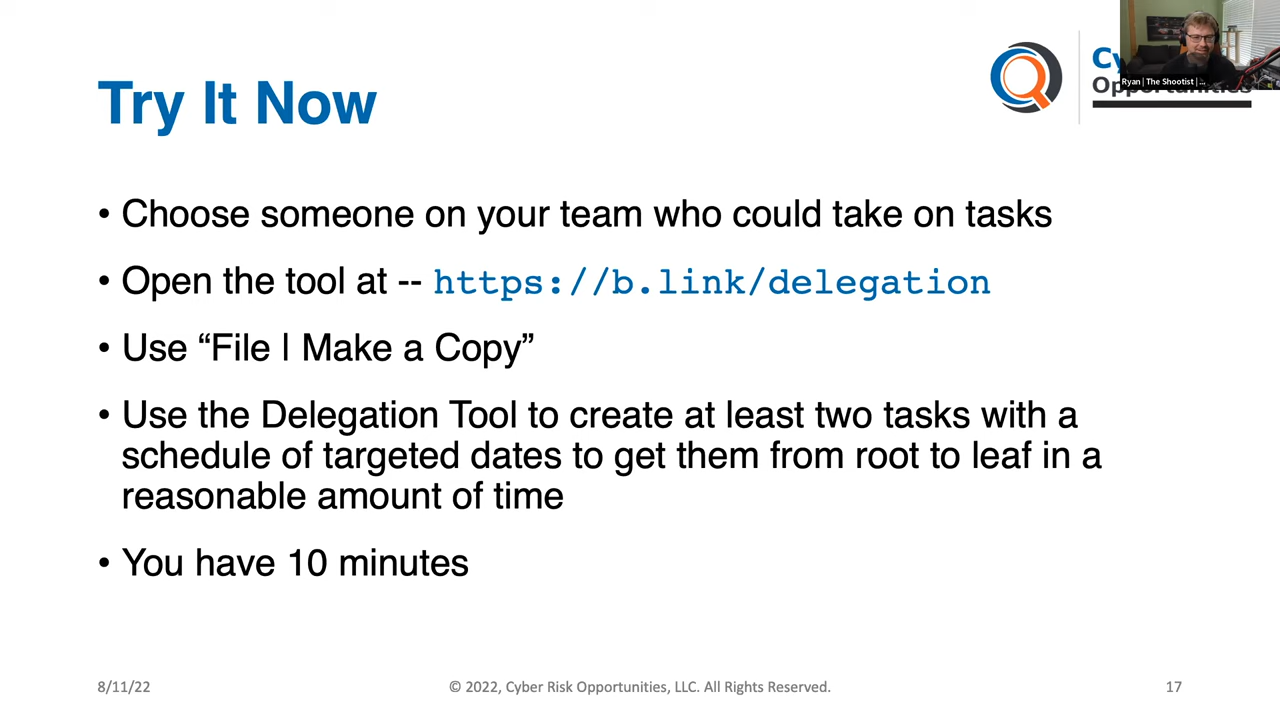 Try It Now
Cy
Opportunities
Ryan | The Shootist | ...
• Choose someone on your team who could take on tasks
• Open the tool at -- https://b.link/delegation
• Use “File | Make a Copy”
• Use the Delegation Tool to create at least two tasks with a
schedule of targeted dates to get them from root to leaf in a
reasonable amount of time
• You have 10 minutes
8/11/22
© 2022, Cyber Risk Opportunities, LLC. All Rights Reserved.
17